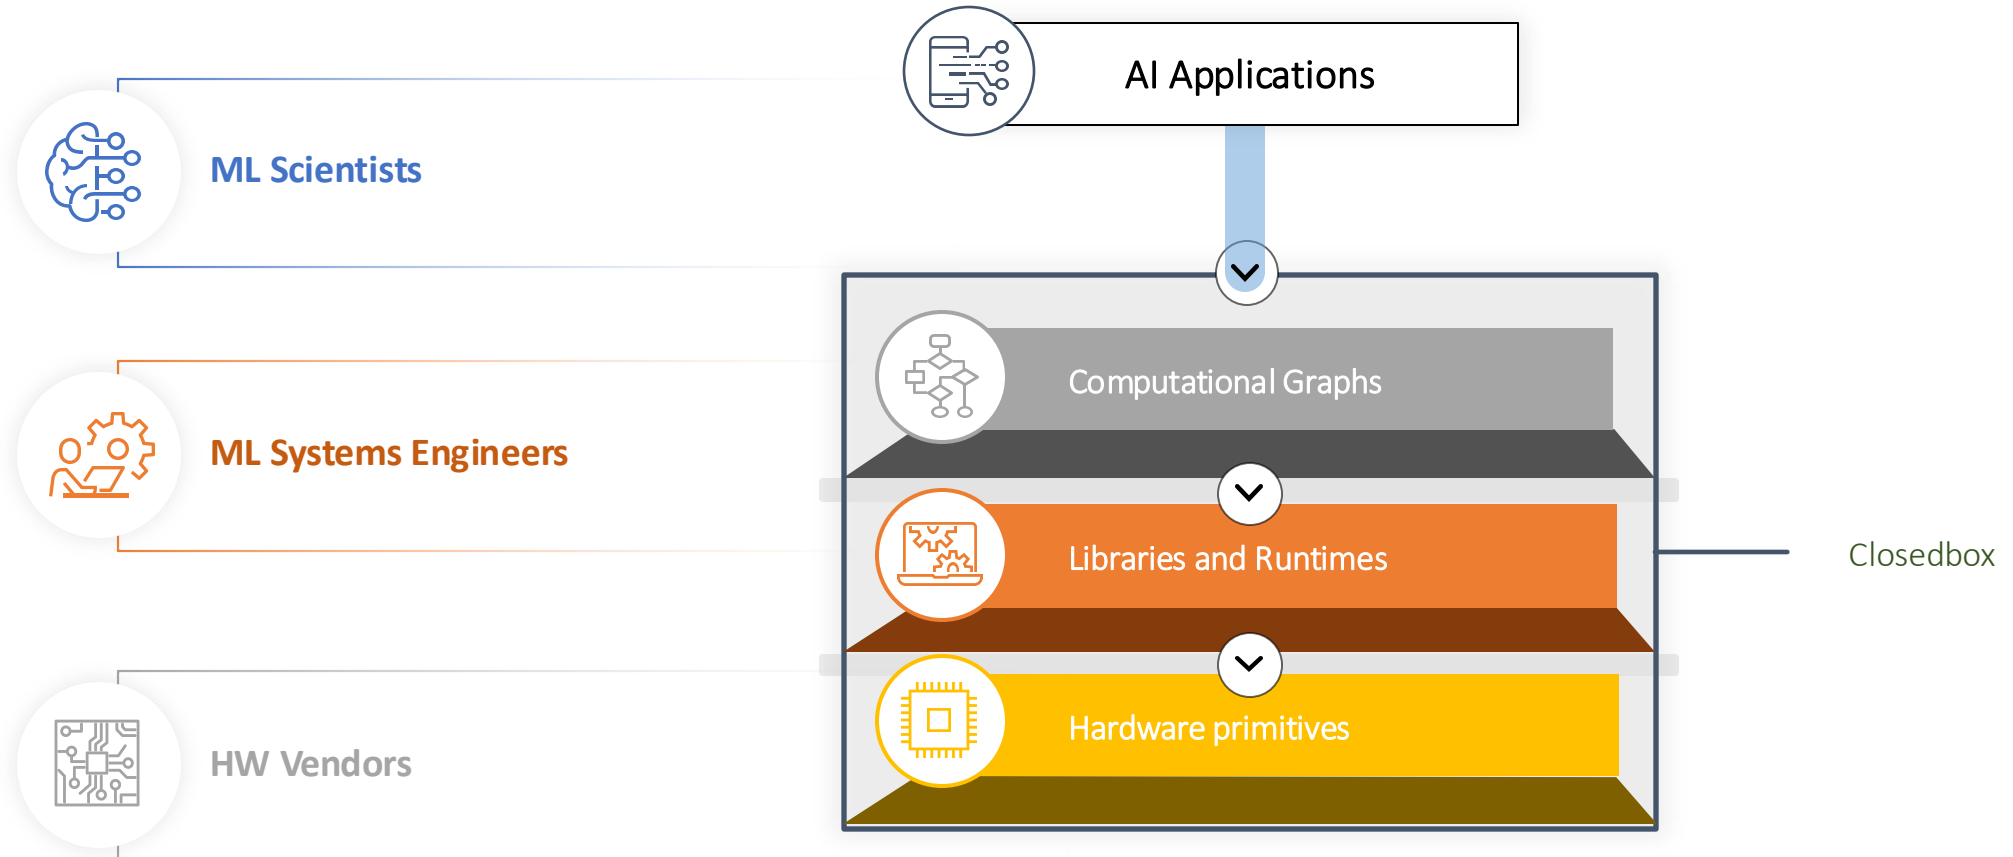 AI Applications
ML Scientists
Computational Graphs
ML Systems Engineers
Libraries and Runtimes
Closedbox
Hardware primitives
HW Vendors